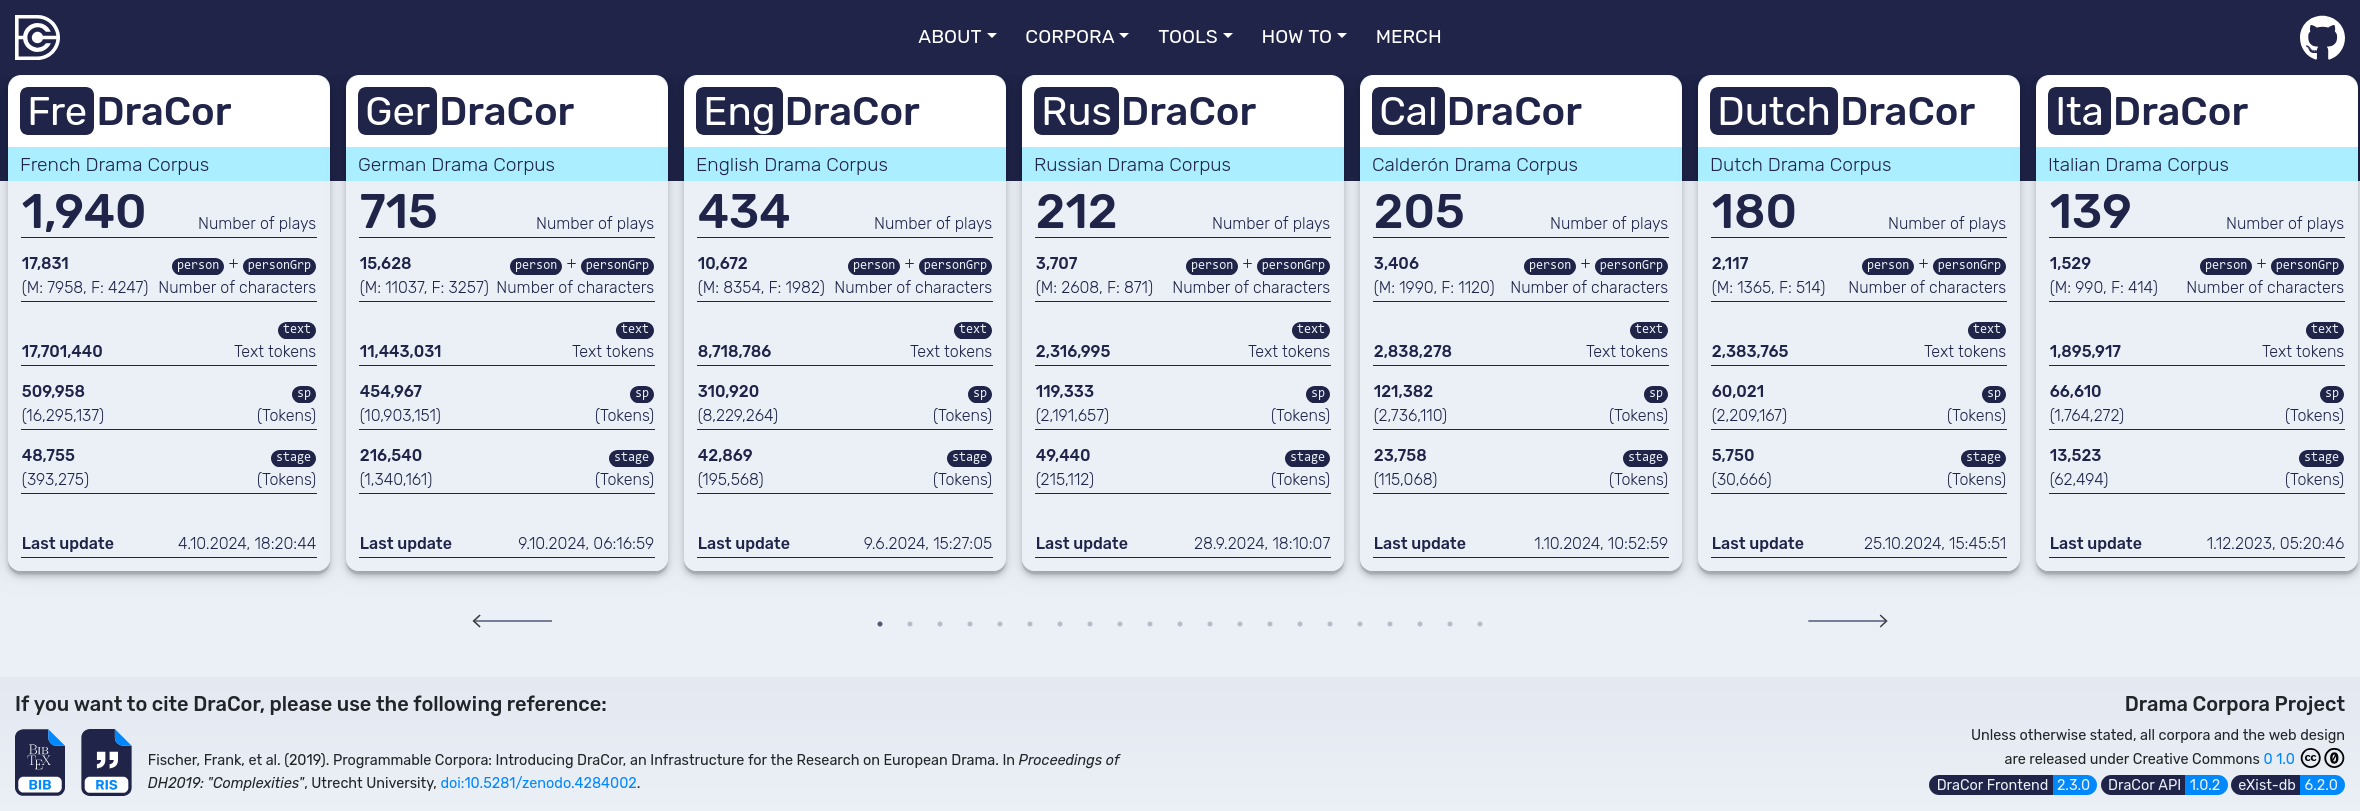 ABOUT CORPORA TOOLS HOW TO MERCH
FreDraCor
French Drama Corpus
1,940 Number of plays
17,831 person + personGrp
(M: 7958, F: 4247) Number of characters
text
17,701,440 Text tokens
509,958 sp
(16,295,137) (Tokens)
48,755 stage
(393,275) (Tokens)
Last update 4.10.2024, 18:20:44
GerDraCor
German Drama Corpus
715 Number of plays
15,628 person + personGrp
(M: 11037, F: 3257) Number of characters
text
11,443,031 Text tokens
454,967 sp
(10,903,151) (Tokens)
216,540 stage
(1,340,161) (Tokens)
Last update 9.10.2024, 06:16:59
EngDraCor
English Drama Corpus
434 Number of plays
10,672 person + personGrp
(M: 8354, F: 1982) Number of characters
text
8,718,786 Text tokens
310,920 sp
(8,229,264) (Tokens)
42,869 stage
(195,568) (Tokens)
Last update 9.6.2024, 15:27:05
RusDraCor
Russian Drama Corpus
212 Number of plays
3,707 person + personGrp
(M: 2608, F: 871) Number of characters
text
2,316,995 Text tokens
119,333 sp
(2,191,657) (Tokens)
49,440 stage
(215,112) (Tokens)
Last update 28.9.2024, 18:10:07
CalDraCor
Calderón Drama Corpus
205 Number of plays
3,406 person + personGrp
(M: 1990, F: 1120) Number of characters
text
2,838,278 Text tokens
121,382 sp
(2,736,110) (Tokens)
23,758 stage
(115,068) (Tokens)
Last update 1.10.2024, 10:52:59
DutchDraCor
Dutch Drama Corpus
180 Number of plays
2,117 person + personGrp
(M: 1365, F: 514) Number of characters
text
2,383,765 Text tokens
60,021 sp
(2,209,167) (Tokens)
5,750 stage
(30,666) (Tokens)
Last update 25.10.2024, 15:45:51
ItaDraCor
Italian Drama Corpus
139 Number of plays
1,529 person + personGrp
(M: 990, F: 414) Number of characters
text
1,895,917 Text tokens
66,610 sp
(1,764,272) (Tokens)
13,523 stage
(62,494) (Tokens)
Last update 1.12.2023, 05:20:46
If you want to cite DraCor, please use the following reference:
BIBTEX
BIB
RIS
Fischer, Frank, et al. (2019). Programmable Corpora: Introducing DraCor, an Infrastructure for the Research on European Drama. In Proceedings of
DH2019: "Complexities", Utrecht University, doi:10.5281/zenodo.4284002.
Drama Corpora Project
Unless otherwise stated, all corpora and the web design
are released under Creative Commons 0 1.0 cc 0
DraCor Frontend 2.3.0 DraCor API 1.0.2 eXist-db 6.2.0